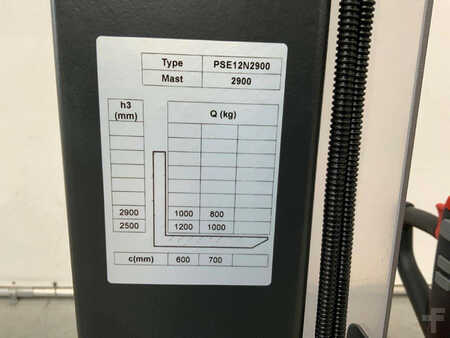 Type PSE12N2900
Mast 2900
h3
(mm)
Q (kg)
2900 1000 800
2500 1200 1000
c(mm) 600 700